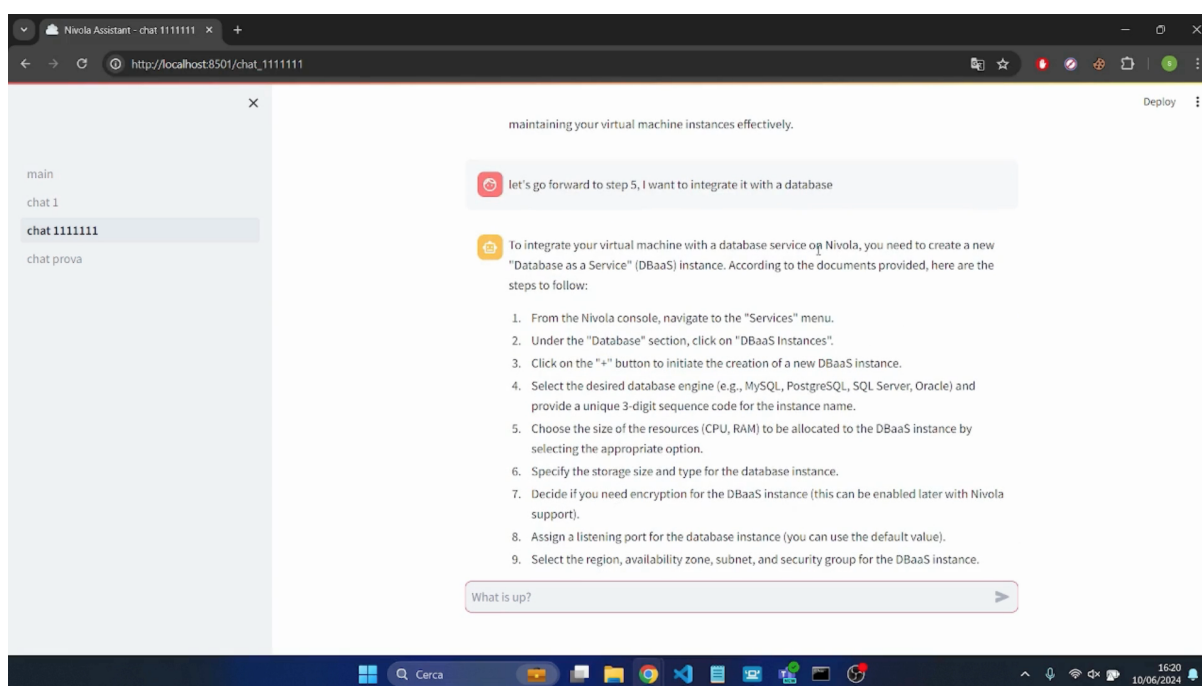 Nivola Assistant - chat 1111111
http://localhost:8501/chat_1111111
Deploy
main
chat 1
chat 1111111
chat prova
maintaining your virtual machine instances effectively.
let's go forward to step 5, I want to integrate it with a database
To integrate your virtual machine with a database service on Nivola, you need to create a new
"Database as a Service" (DBaaS) instance. According to the documents provided, here are the
steps to follow:
1. From the Nivola console, navigate to the "Services" menu.
2. Under the "Database" section, click on "DBaaS Instances".
3. Click on the "+" button to initiate the creation of a new DBaaS instance.
4. Select the desired database engine (e.g., MySQL, PostgreSQL, SQL Server, Oracle) and
provide a unique 3-digit sequence code for the instance name.
5. Choose the size of the resources (CPU, RAM) to be allocated to the DBaaS instance by
selecting the appropriate option.
6. Specify the storage size and type for the database instance.
7. Decide if you need encryption for the DBaaS instance (this can be enabled later with Nivola
support).
8. Assign a listening port for the database instance (you can use the default value).
9. Select the region, availability zone, subnet, and security group for the DBaaS instance.
What is up?
Cerca
16:20
10/06/2024